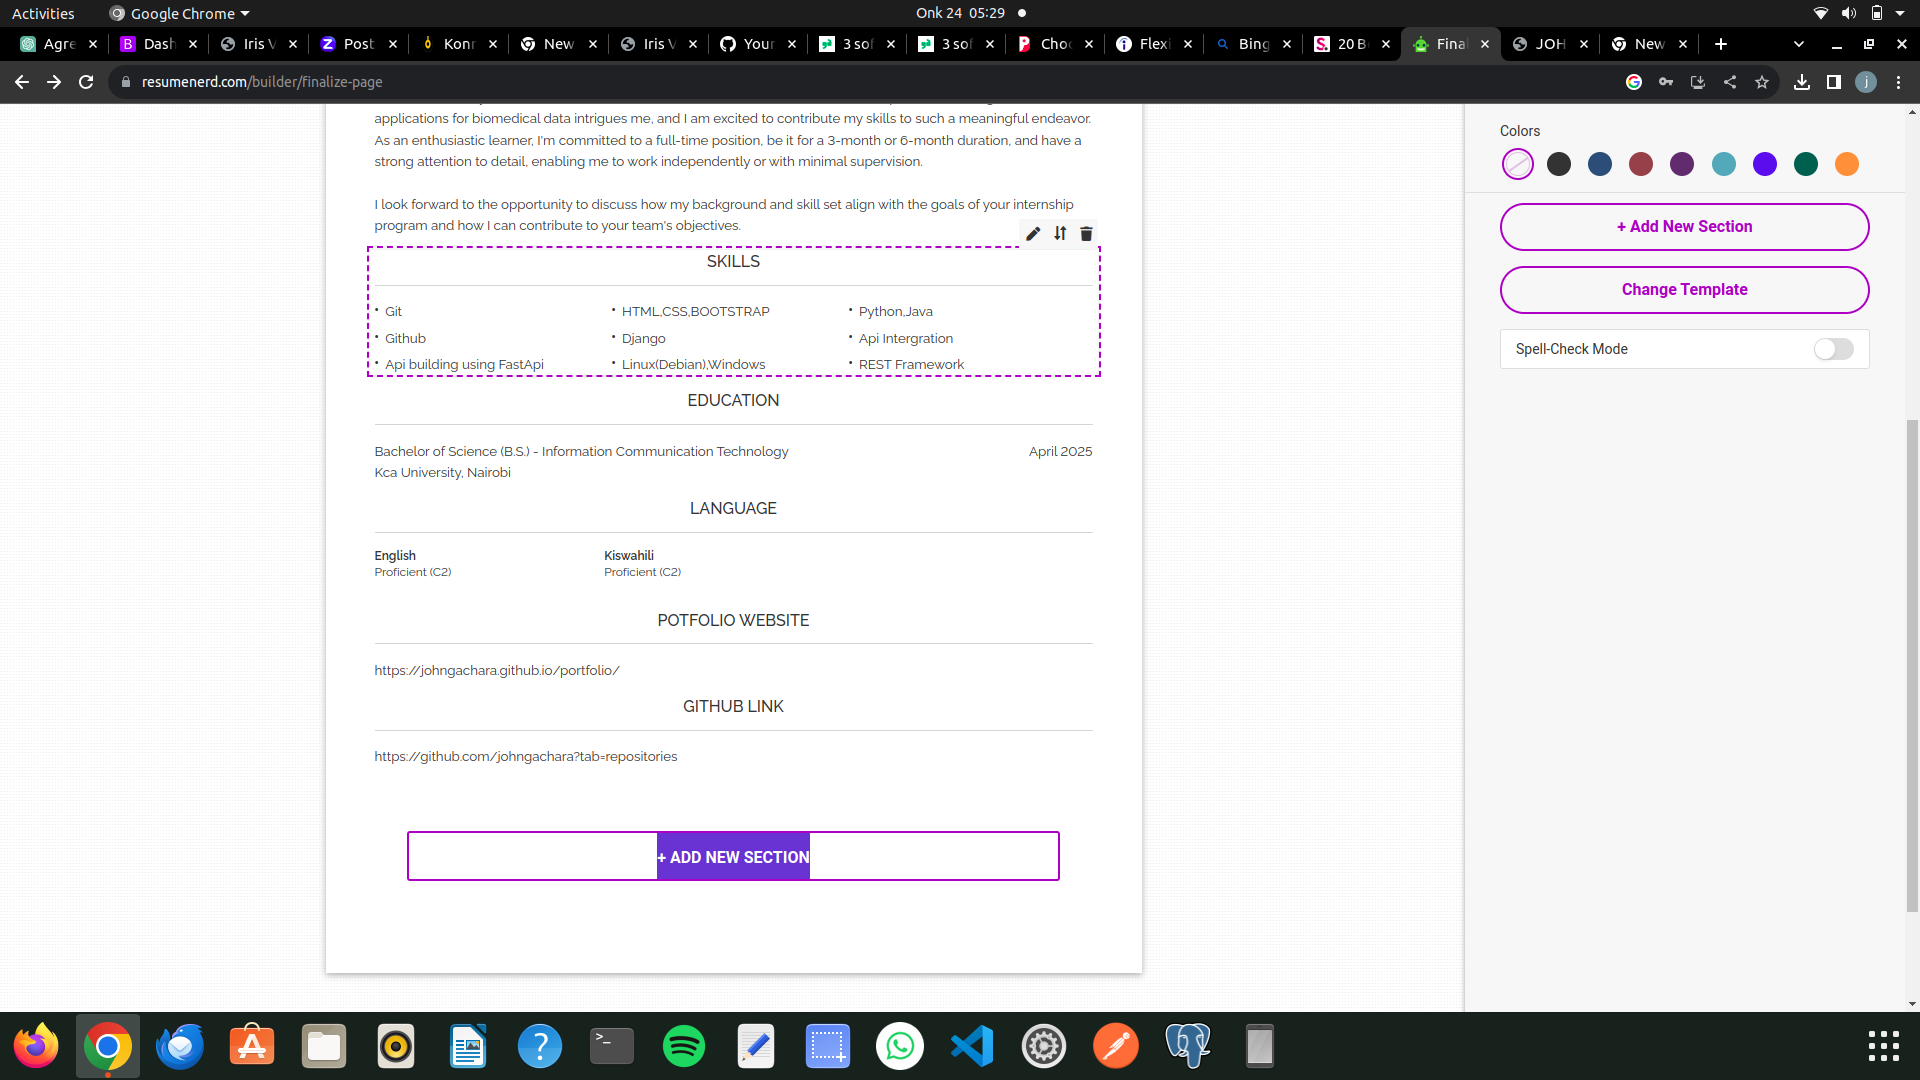 Activities
Google Chrome
Onk 24 05:29
Agre
Dash
Iris V
Post
Konr
New
Iris V
Your
3 sof
3 sof
Choc
Flexi
Bing
20 B
Fina
JOH
New
resumenerd.com/builder/finalize-page
j
applications for biomedical data intrigues me, and I am excited to contribute my skills to such a meaningful endeavor.
As an enthusiastic learner, I'm committed to a full-time position, be it for a 3-month or 6-month duration, and have a
strong attention to detail, enabling me to work independently or with minimal supervision.
I look forward to the opportunity to discuss how my background and skill set align with the goals of your internship
program and how I can contribute to your team's objectives.
SKILLS
• Git
• HTML,CSS,BOOTSTRAP
• Python,Java
• Github
• Django
• Api Intergration
• Api building using FastApi
• Linux(Debian),Windows
• REST Framework
EDUCATION
Bachelor of Science (B.S.) - Information Communication Technology
April 2025
Kca University, Nairobi
LANGUAGE
English
Kiswahili
Proficient (C2)
Proficient (C2)
POTFOLIO WEBSITE
https://johngachara.github.io/portfolio/
GITHUB LINK
https://github.com/johngachara?tab=repositories
+ ADD NEW SECTION
Colors
+ Add New Section
Change Template
Spell-Check Mode